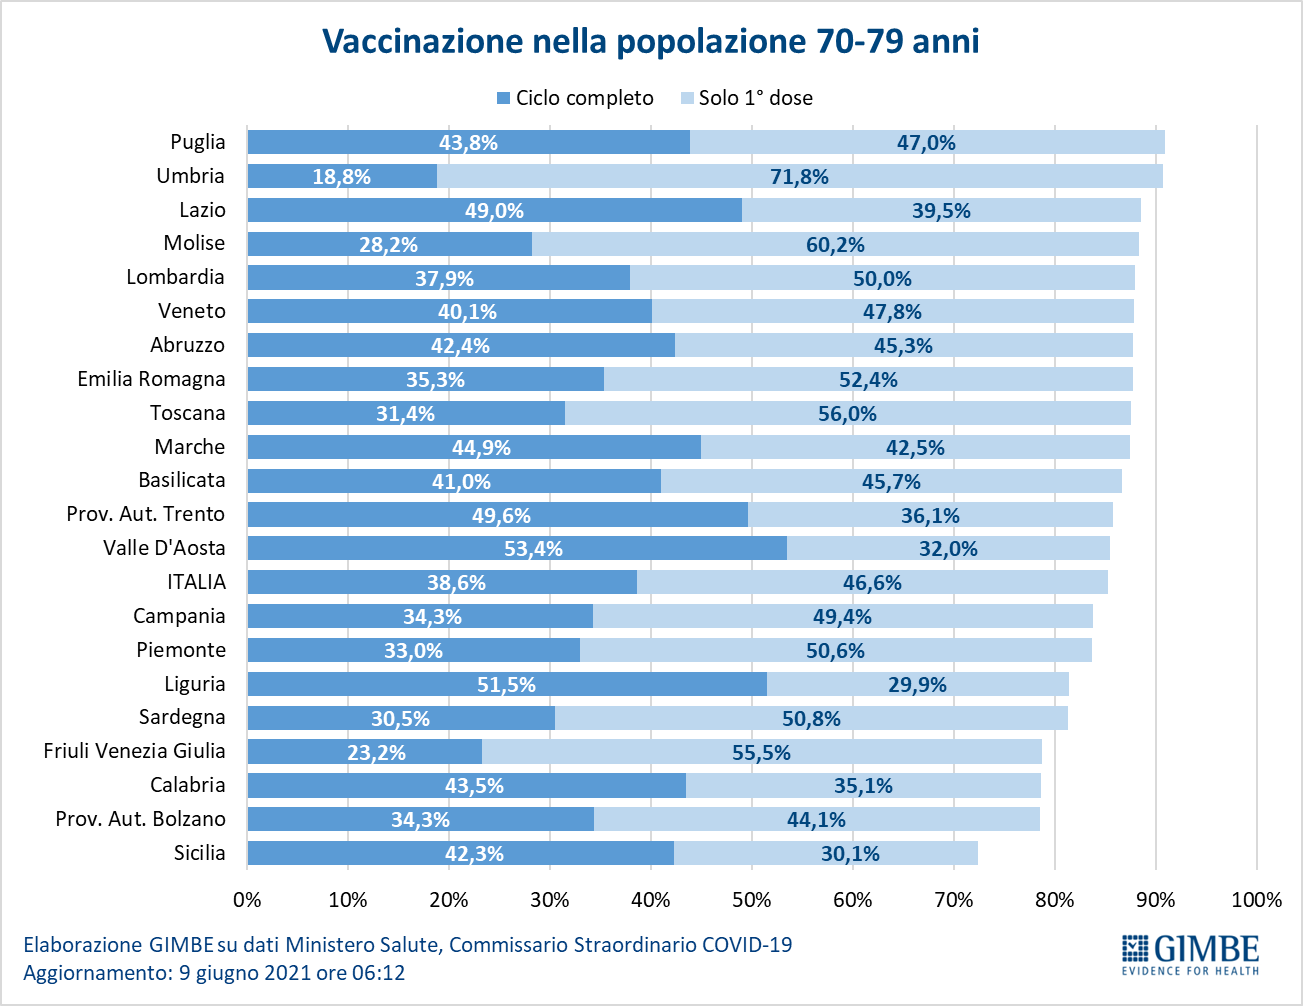 Vaccinazione nella popolazione 70-79 anni
Ciclo completo Solo 1° dose
Puglia 43,8% 47,0%
Umbria 18,8% 71,8%
Lazio 49,0% 39,5%
Molise 28,2% 60,2%
Lombardia 37,9% 50,0%
Veneto 40,1% 47,8%
Abruzzo 42,4% 45,3%
Emilia Romagna 35,3% 52,4%
Toscana 31,4% 56,0%
Marche 44,9% 42,5%
Basilicata 41,0% 45,7%
Prov. Aut. Trento 49,6% 36,1%
Valle D'Aosta 53,4% 32,0%
ITALIA 38,6% 46,6%
Campania 34,3% 49,4%
Piemonte 33,0% 50,6%
Liguria 51,5% 29,9%
Sardegna 30,5% 50,8%
Friuli Venezia Giulia 23,2% 55,5%
Calabria 43,5% 35,1%
Prov. Aut. Bolzano 34,3% 44,1%
Sicilia 42,3% 30,1%
0% 10% 20% 30% 40% 50% 60% 70% 80% 90% 100%
Elaborazione GIMBE su dati Ministero Salute, Commissario Straordinario COVID-19
Aggiornamento: 9 giugno 2021 ore 06:12
GIMBE
EVIDENCE FOR HEALTH